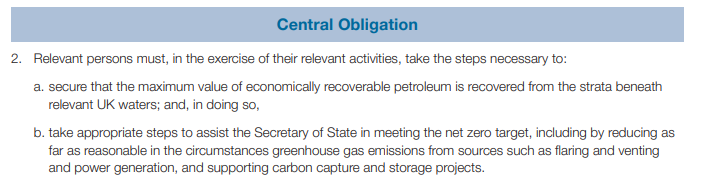 Central Obligation
2. Relevant persons must, in the exercise of their relevant activities, take the steps necessary to:
a. secure that the maximum value of economically recoverable petroleum is recovered from the strata beneath
relevant UK waters; and, in doing so,
b. take appropriate steps to assist the Secretary of State in meeting the net zero target, including by reducing as
far as reasonable in the circumstances greenhouse gas emissions from sources such as flaring and venting
and power generation, and supporting carbon capture and storage projects.